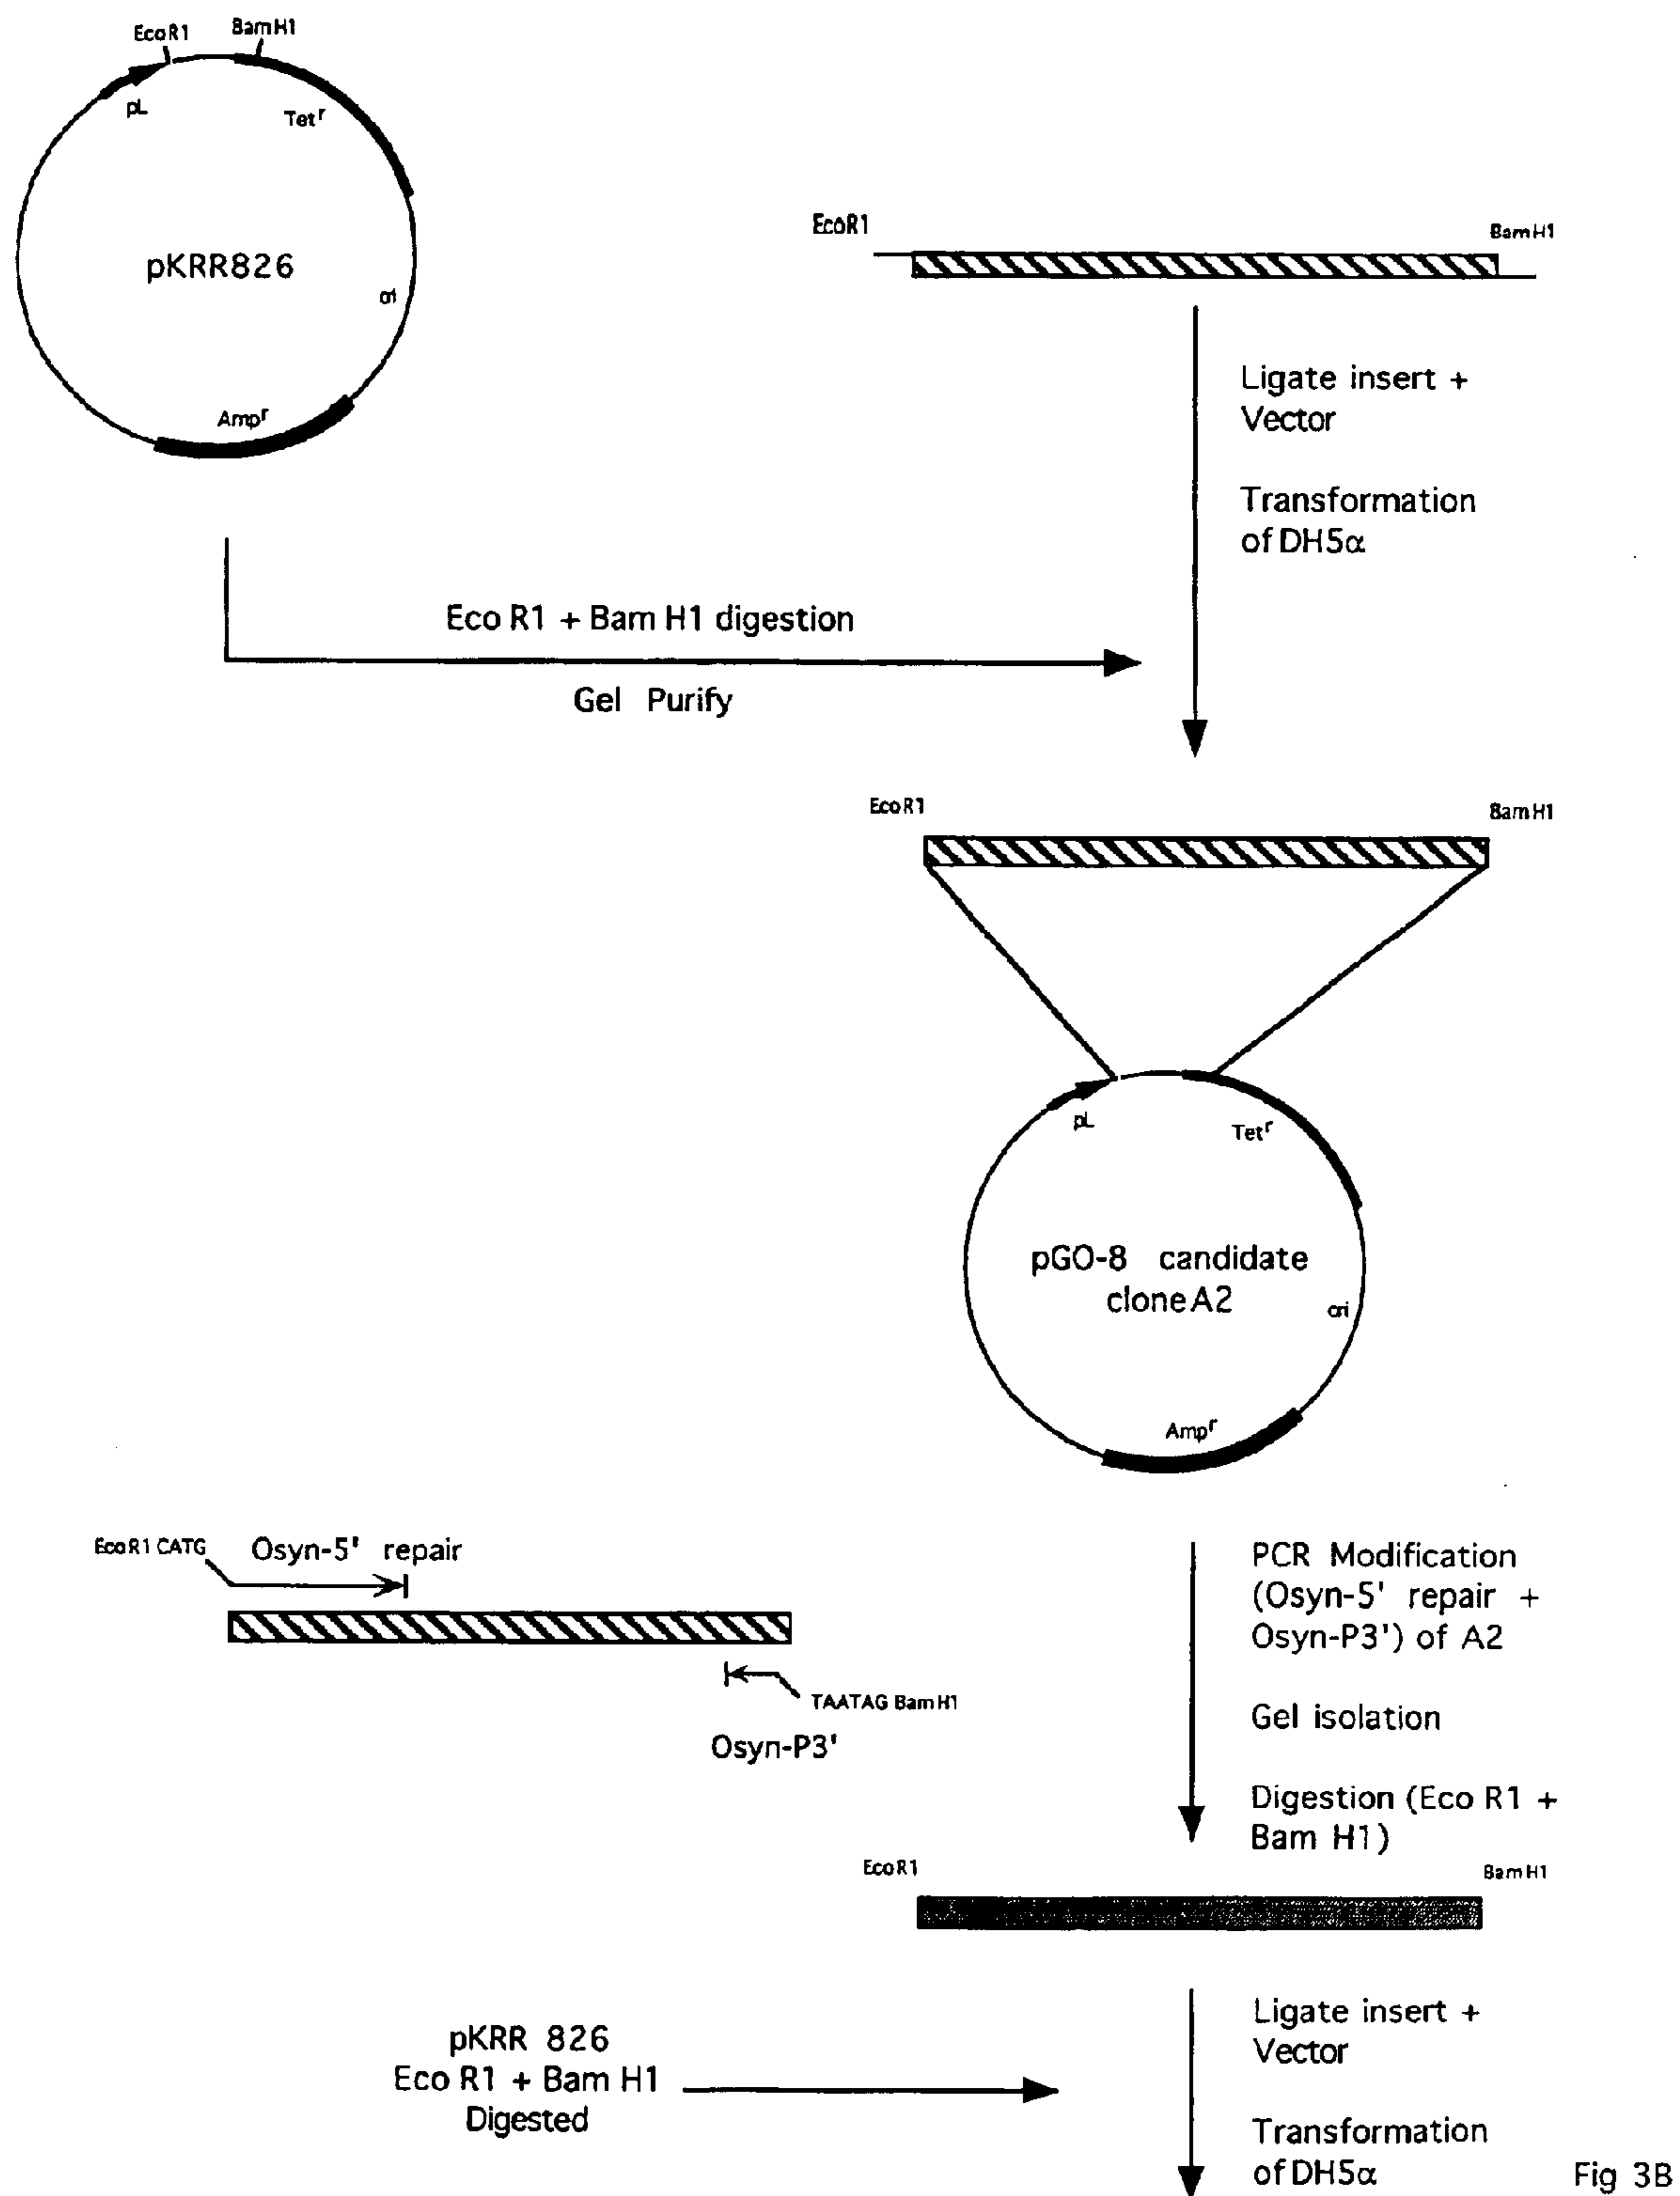 EcoR1
BamH1
pL
Tetr
pKRR826
ori
Ampr
EcoR1
BamH1
Ligate insert +
Vector
Transformation
of DH5α
Eco R1 + Bam H1 digestion
Gel Purify
EcoR1
BamH1
pL
Tetr
pGO-8 candidate
clone A2
ori
Ampr
EcoR1 CATG
Osyn-5' repair
TAATAG BamH1
Osyn-P3'
PCR Modification
(Osyn-5' repair +
Osyn-P3') of A2
Gel isolation
Digestion (Eco R1 +
Bam H1)
EcoR1
BamH1
pKRR 826
Eco R1 + Bam H1
Digested
Ligate insert +
Vector
Transformation
of DH5α
Fig 3B